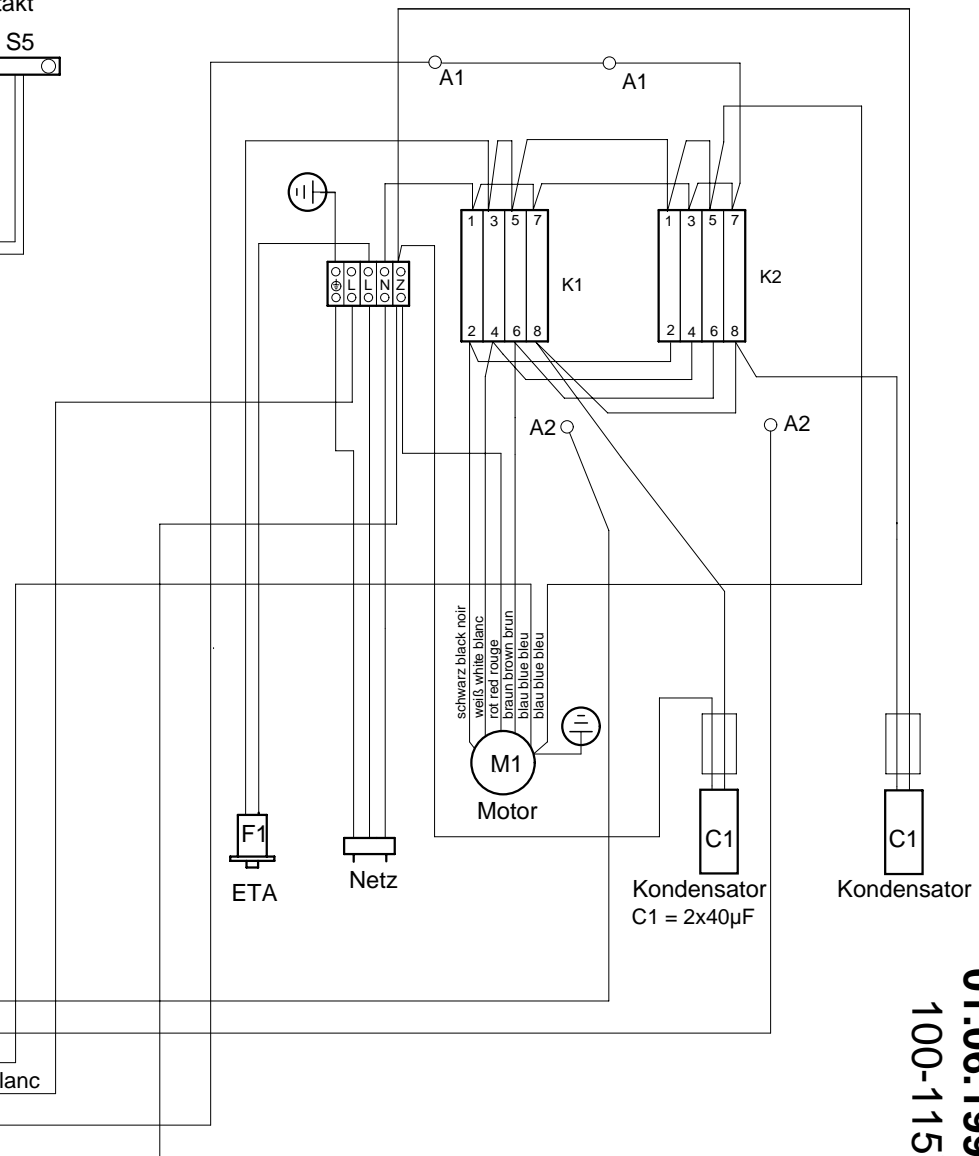 S5
A1
A1
1 3 5 7
1 3 5 7
K1
K2
L L N Z
2 4 6 8
2 4 6 8
A2
A2
schwarz black noir
weiß white blanc
rot red rouge
braun brown brun
blau blue bleu
blau blue bleu
M1
Motor
F1
ETA
Netz
C1
Kondensator
C1 = 2x40µF
C1
Kondensator
100-115